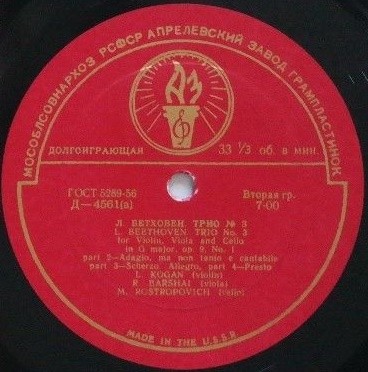 МОСОБЛСОВНАРХОЗ РСФСР АПРЕЛЕВСКИЙ ЗАВОД ГРАМПЛАСТИНОК
АЗ
ДОЛГОИГРАЮЩАЯ 33 ⅓ об. в мин.
ГОСТ 5289-56 Вторая гр.
Д—4561(а) 7-00
Л. БЕТХОВЕН. ТРИО № 3
L. BEETHOVEN. TRIO No. 3
for Violin, Viola and Cello
in G major, op. 9, No. 1
part 2—Adagio, ma non tanto e cantabile
part 3—Scherzo. Allegro, part 4—Presto
L. KOGAN (violin)
R. BARSHAI (viola)
M. ROSTROPOVICH (cello)
MADE IN THE U.S.S.R.